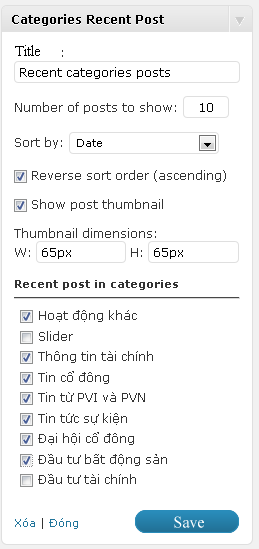 Categories Recent Post
Title :
Recent categories posts
Number of posts to show: 10
Sort by: Date
Reverse sort order (ascending)
Show post thumbnail
Thumbnail dimensions:
W: 65px H: 65px
Recent post in categories
Hoạt động khác
Slider
Thông tin tài chính
Tin cổ đông
Tin từ PVI và PVN
Tin tức sự kiện
Đại hội cổ đông
Đầu tư bất động sản
Đầu tư tài chính
Xóa | Đóng Save